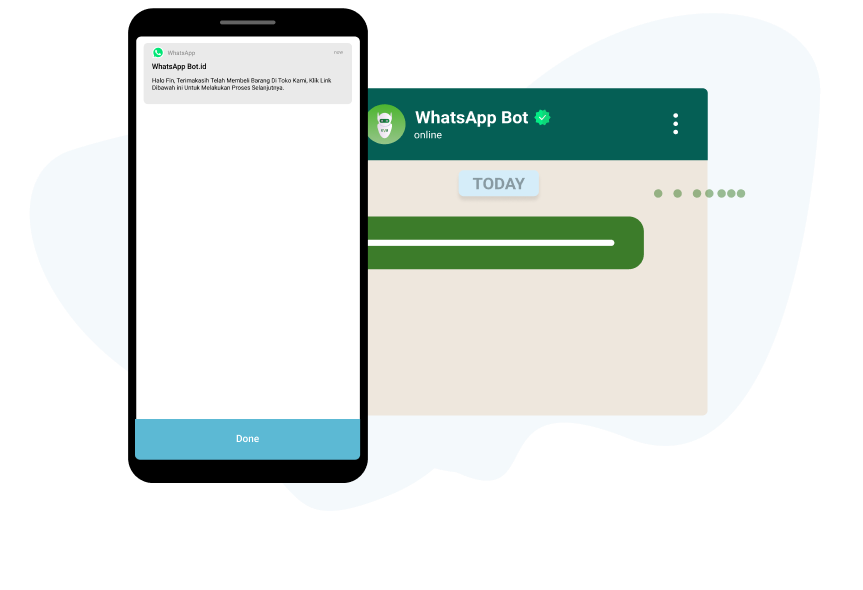 WhatsApp
now
WhatsApp Bot.id
Halo Fin, Terimakasih Telah Membeli Barang Di Toko Kami, Klik Link
Dibawah ini Untuk Melakukan Proses Selanjutnya.
WhatsApp Bot
online
TODAY
Done